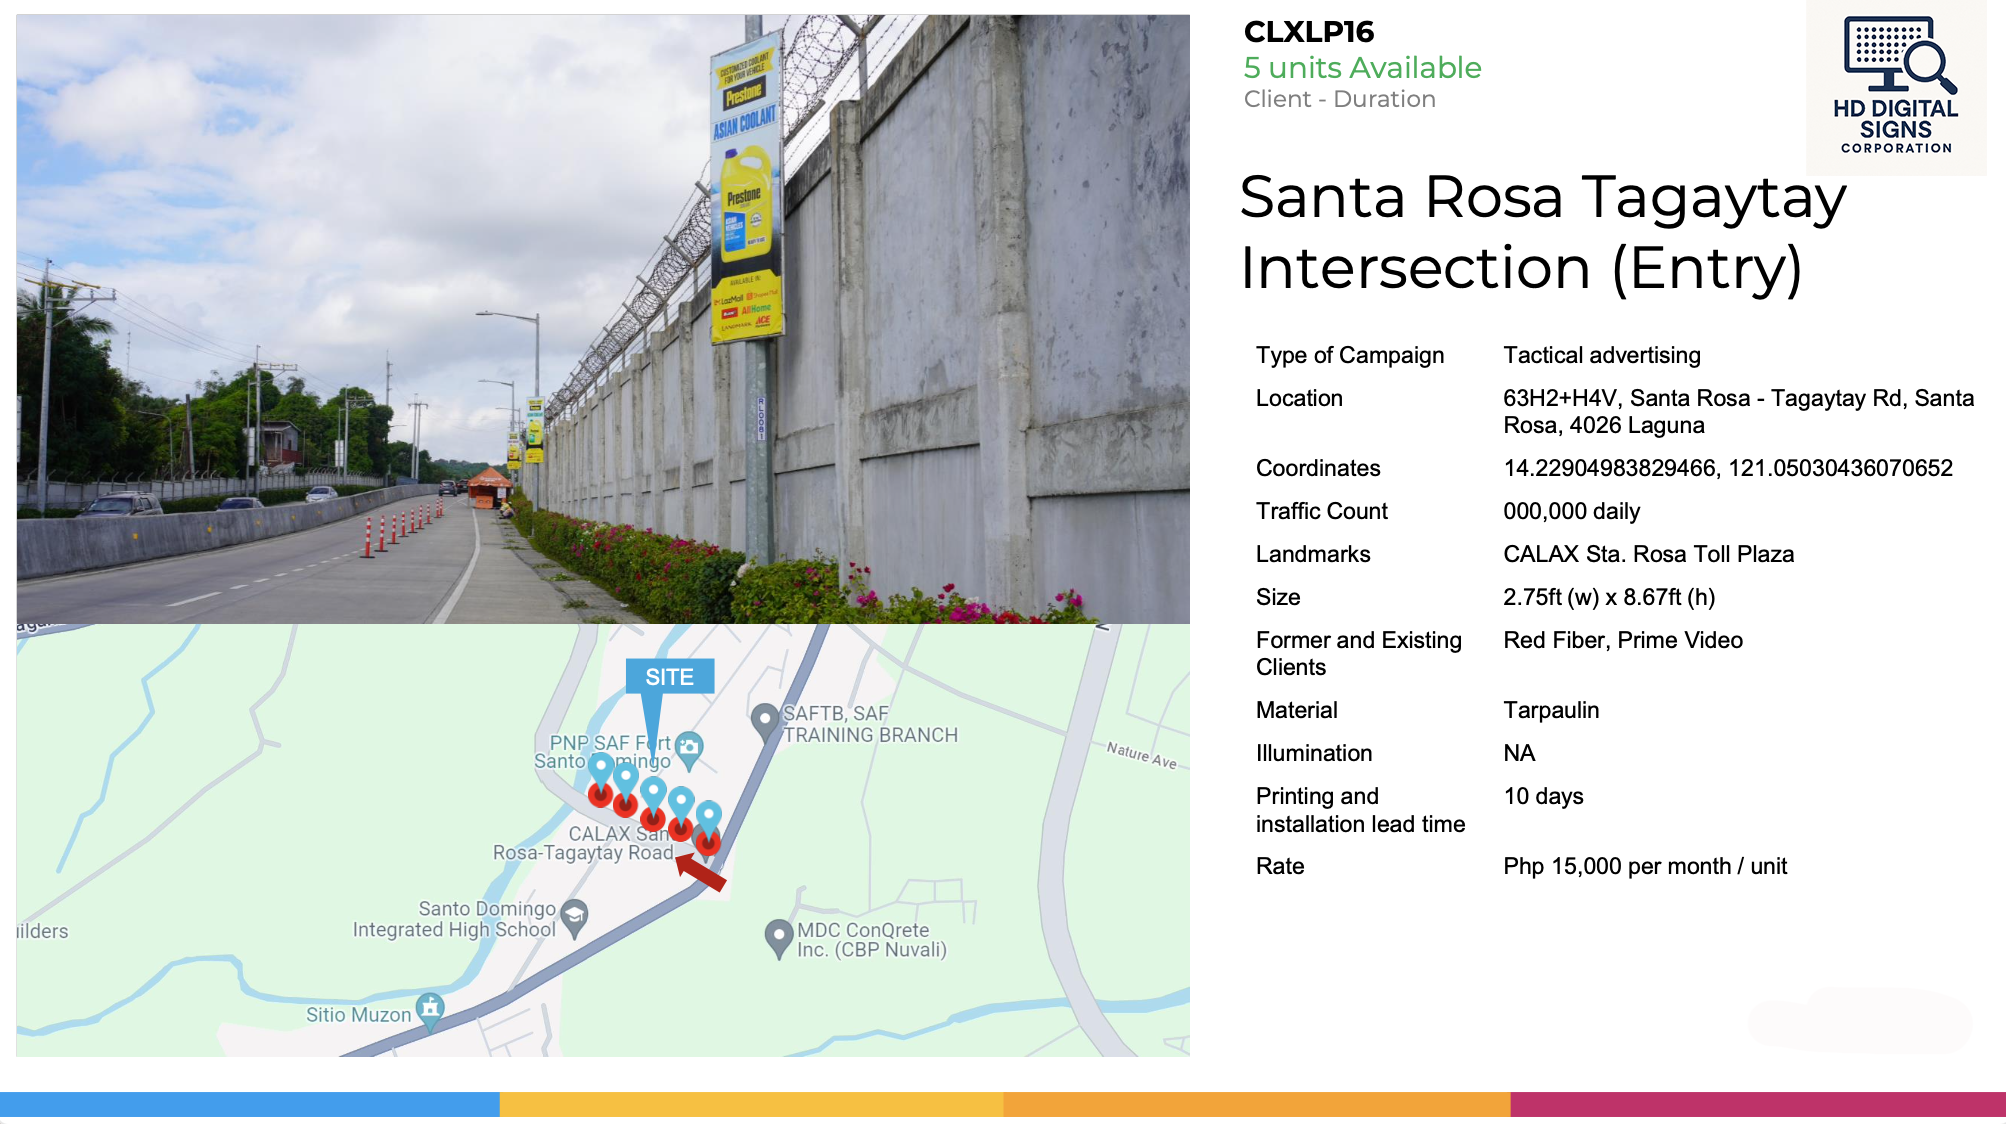 CLXLP16
5 units Available
Client - Duration
HD DIGITAL
SIGNS
CORPORATION
Santa Rosa Tagaytay
Intersection (Entry)
Type of Campaign Tactical advertising
Location 63H2+H4V, Santa Rosa - Tagaytay Rd, Santa
Rosa, 4026 Laguna
Coordinates 14.22904983829466, 121.05030436070652
Traffic Count 000,000 daily
Landmarks CALAX Sta. Rosa Toll Plaza
Size 2.75ft (w) x 8.67ft (h)
Former and Existing Red Fiber, Prime Video
Clients
Material Tarpaulin
Illumination NA
Printing and 10 days
installation lead time
Rate Php 15,000 per month / unit
CUSTOMIZED COOLANT
FOR YOUR VEHICLE
Prestone
ASIAN COOLANT
Prestone
AVAILABLE IN:
LazMall
AllHome
LANDMARK ACE
SITE
SAFTB, SAF
TRAINING BRANCH
PNP SAF Fort
Santo Domingo
Nature Ave
CALAX San
Rosa-Tagaytay Road
Santo Domingo
Integrated High School
MDC ConQrete
Inc. (CBP Nuvali)
ilders
Sitio Muzon